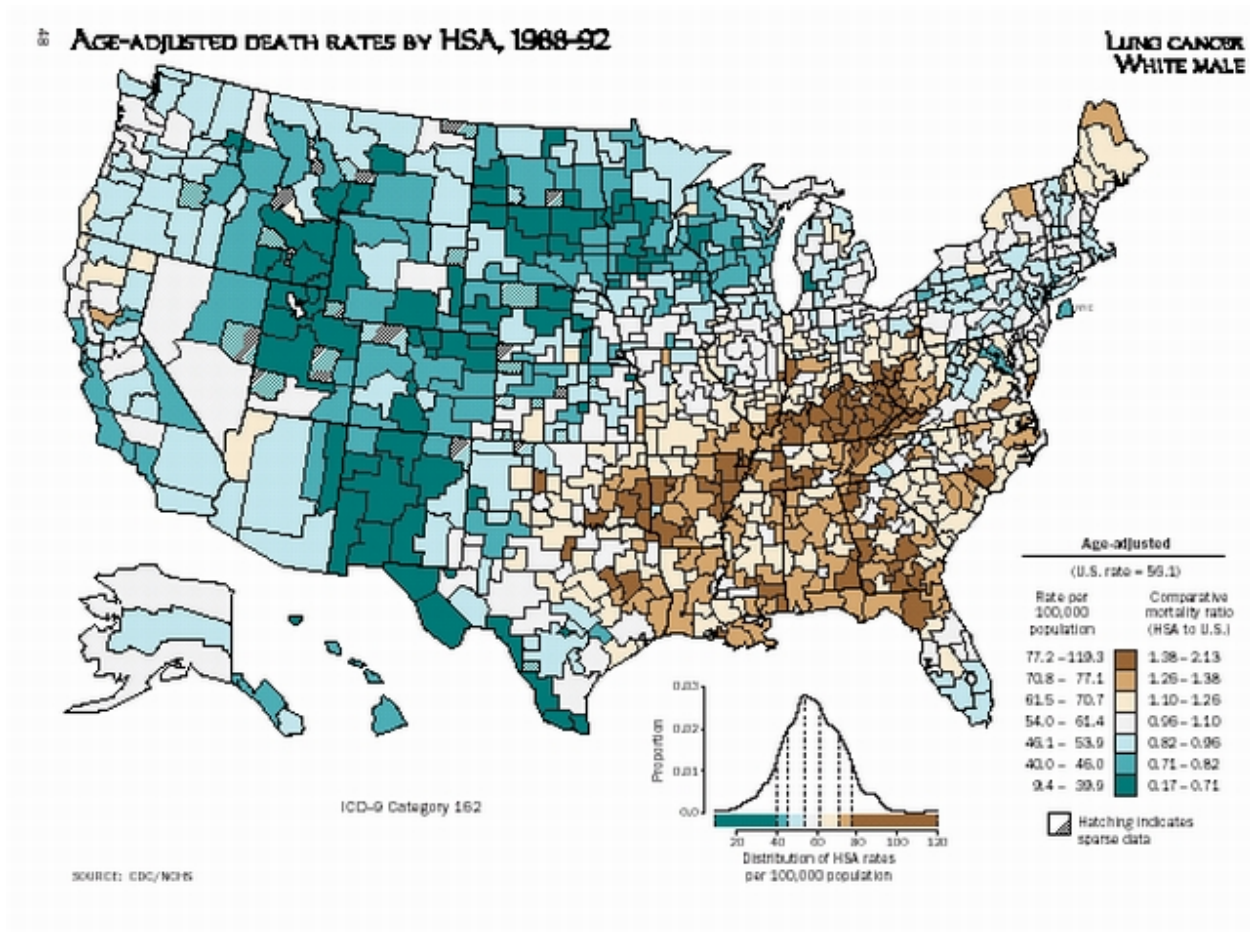 48
AGE-ADJUSTED DEATH RATES BY HSA, 1988-92
LUNG CANCER
WHITE MALE
NYC
Age-adjusted
(U.S. rate = 56.1)
Rate per
100,000
population
Comparative
mortality ratio
(HSA to U.S.)
77.2 - 119.3 1.38 - 2.13
70.8 - 77.1 1.26 - 1.38
61.5 - 70.7 1.10 - 1.26
54.0 - 61.4 0.96 - 1.10
46.1 - 53.9 0.82 - 0.96
40.0 - 46.0 0.71 - 0.82
9.4 - 39.9 0.17 - 0.71
Hatching indicates
sparse data
Proportion
0.03
0.02
0.01
0.0
20 40 60 80 100 120
Distribution of HSA rates
per 100,000 population
ICD-9 Category 162
SOURCE: CDC/NCHS